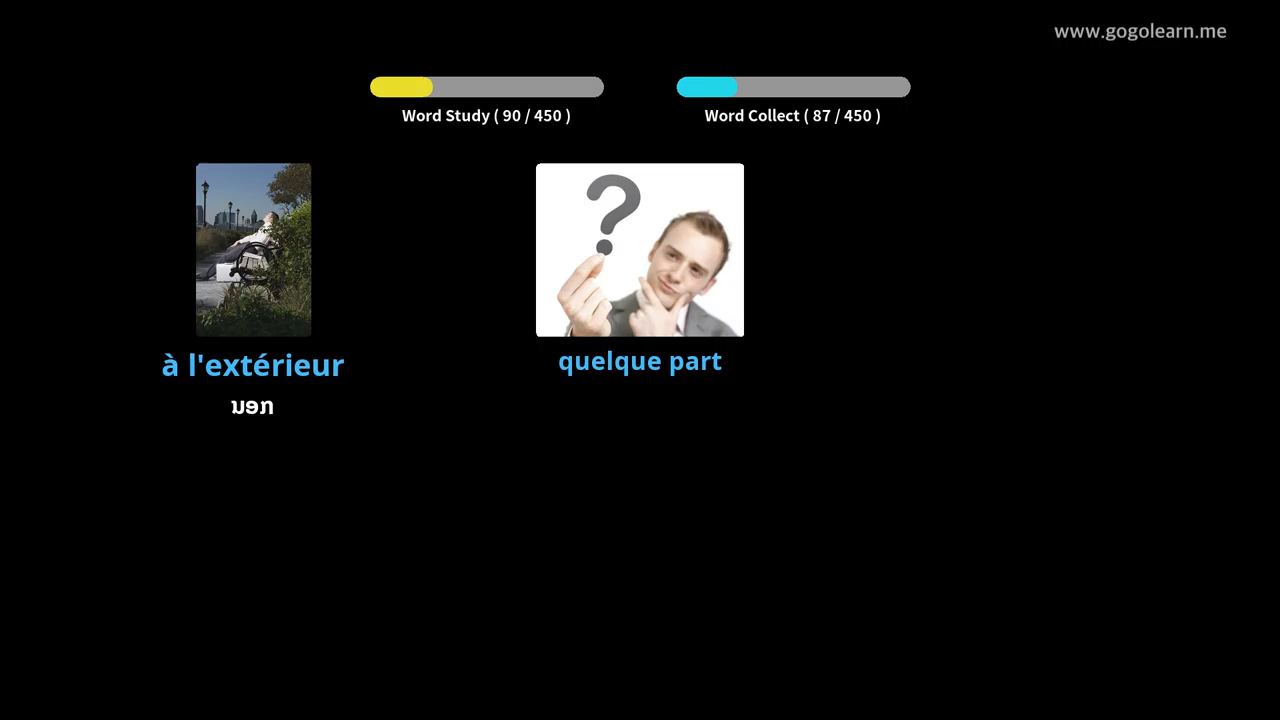 www.gogolearn.me
Word Study ( 90 / 450 )
Word Collect ( 87 / 450 )
à l'extérieur
นอก
quelque part